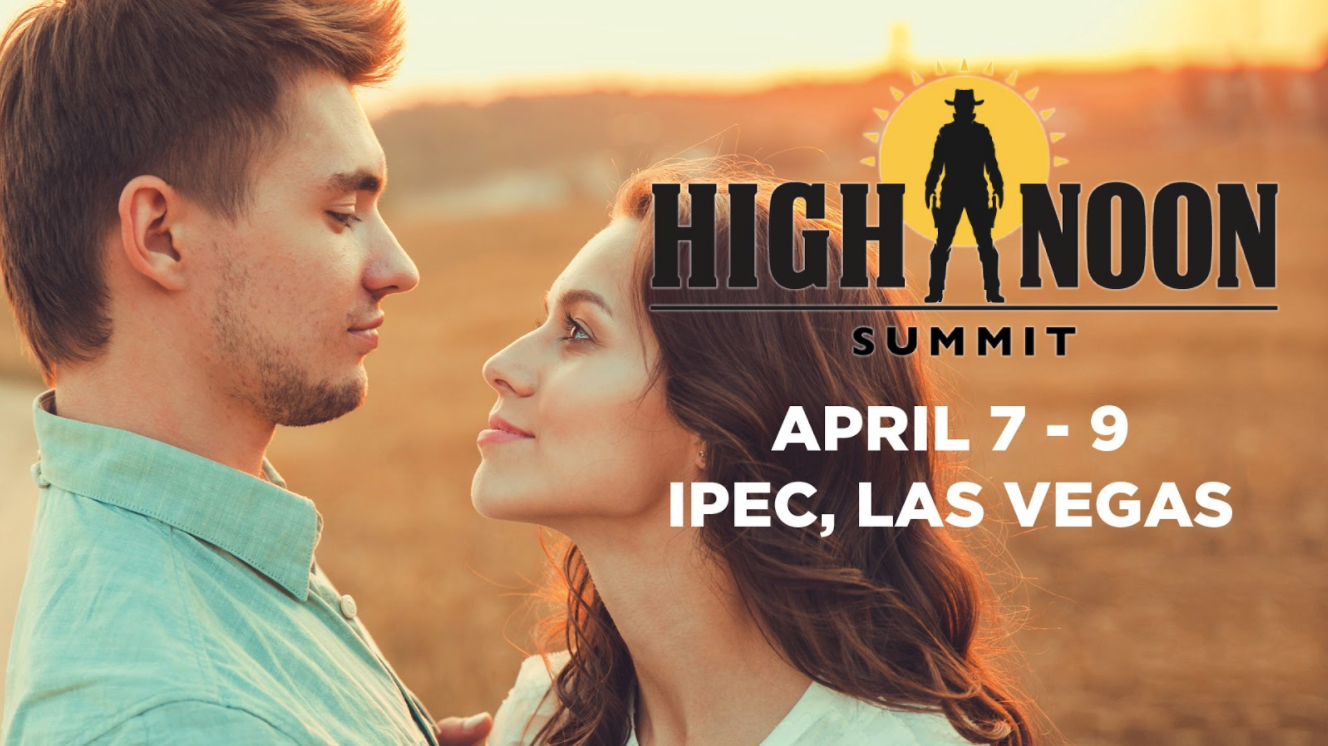 HIGH NOON
SUMMIT
APRIL 7 - 9
IPEC, LAS VEGAS